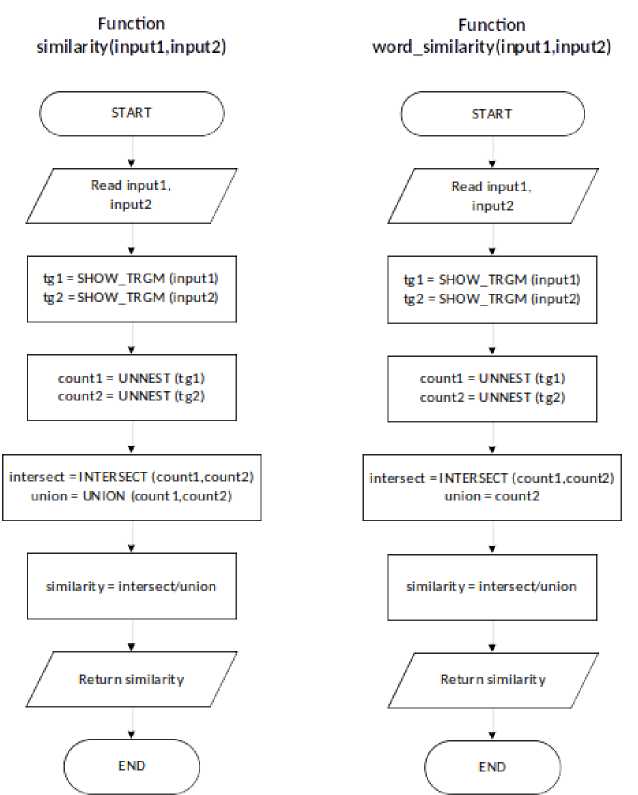 Function
similarity(input1,input2)
START
Read input1,
input2
tg1 = SHOW_TRGM (input1)
tg2 = SHOW_TRGM (input2)
count1 = UNNEST (tg1)
count2 = UNNEST (tg2)
intersect =INTERSECT (count1,count2)
union = UNION (count1,count2)
similarity = intersect/union
Return similarity
END
Function
word_similarity(input1,input2)
START
Read input1,
input2
tg1 = SHOW_TRGM (input1)
tg2 = SHOW_TRGM (input2)
count1 = UNNEST (tg1)
count2 = UNNEST (tg2)
intersect =INTERSECT (count1,count2)
union = count2
similarity = intersect/union
Return similarity
END